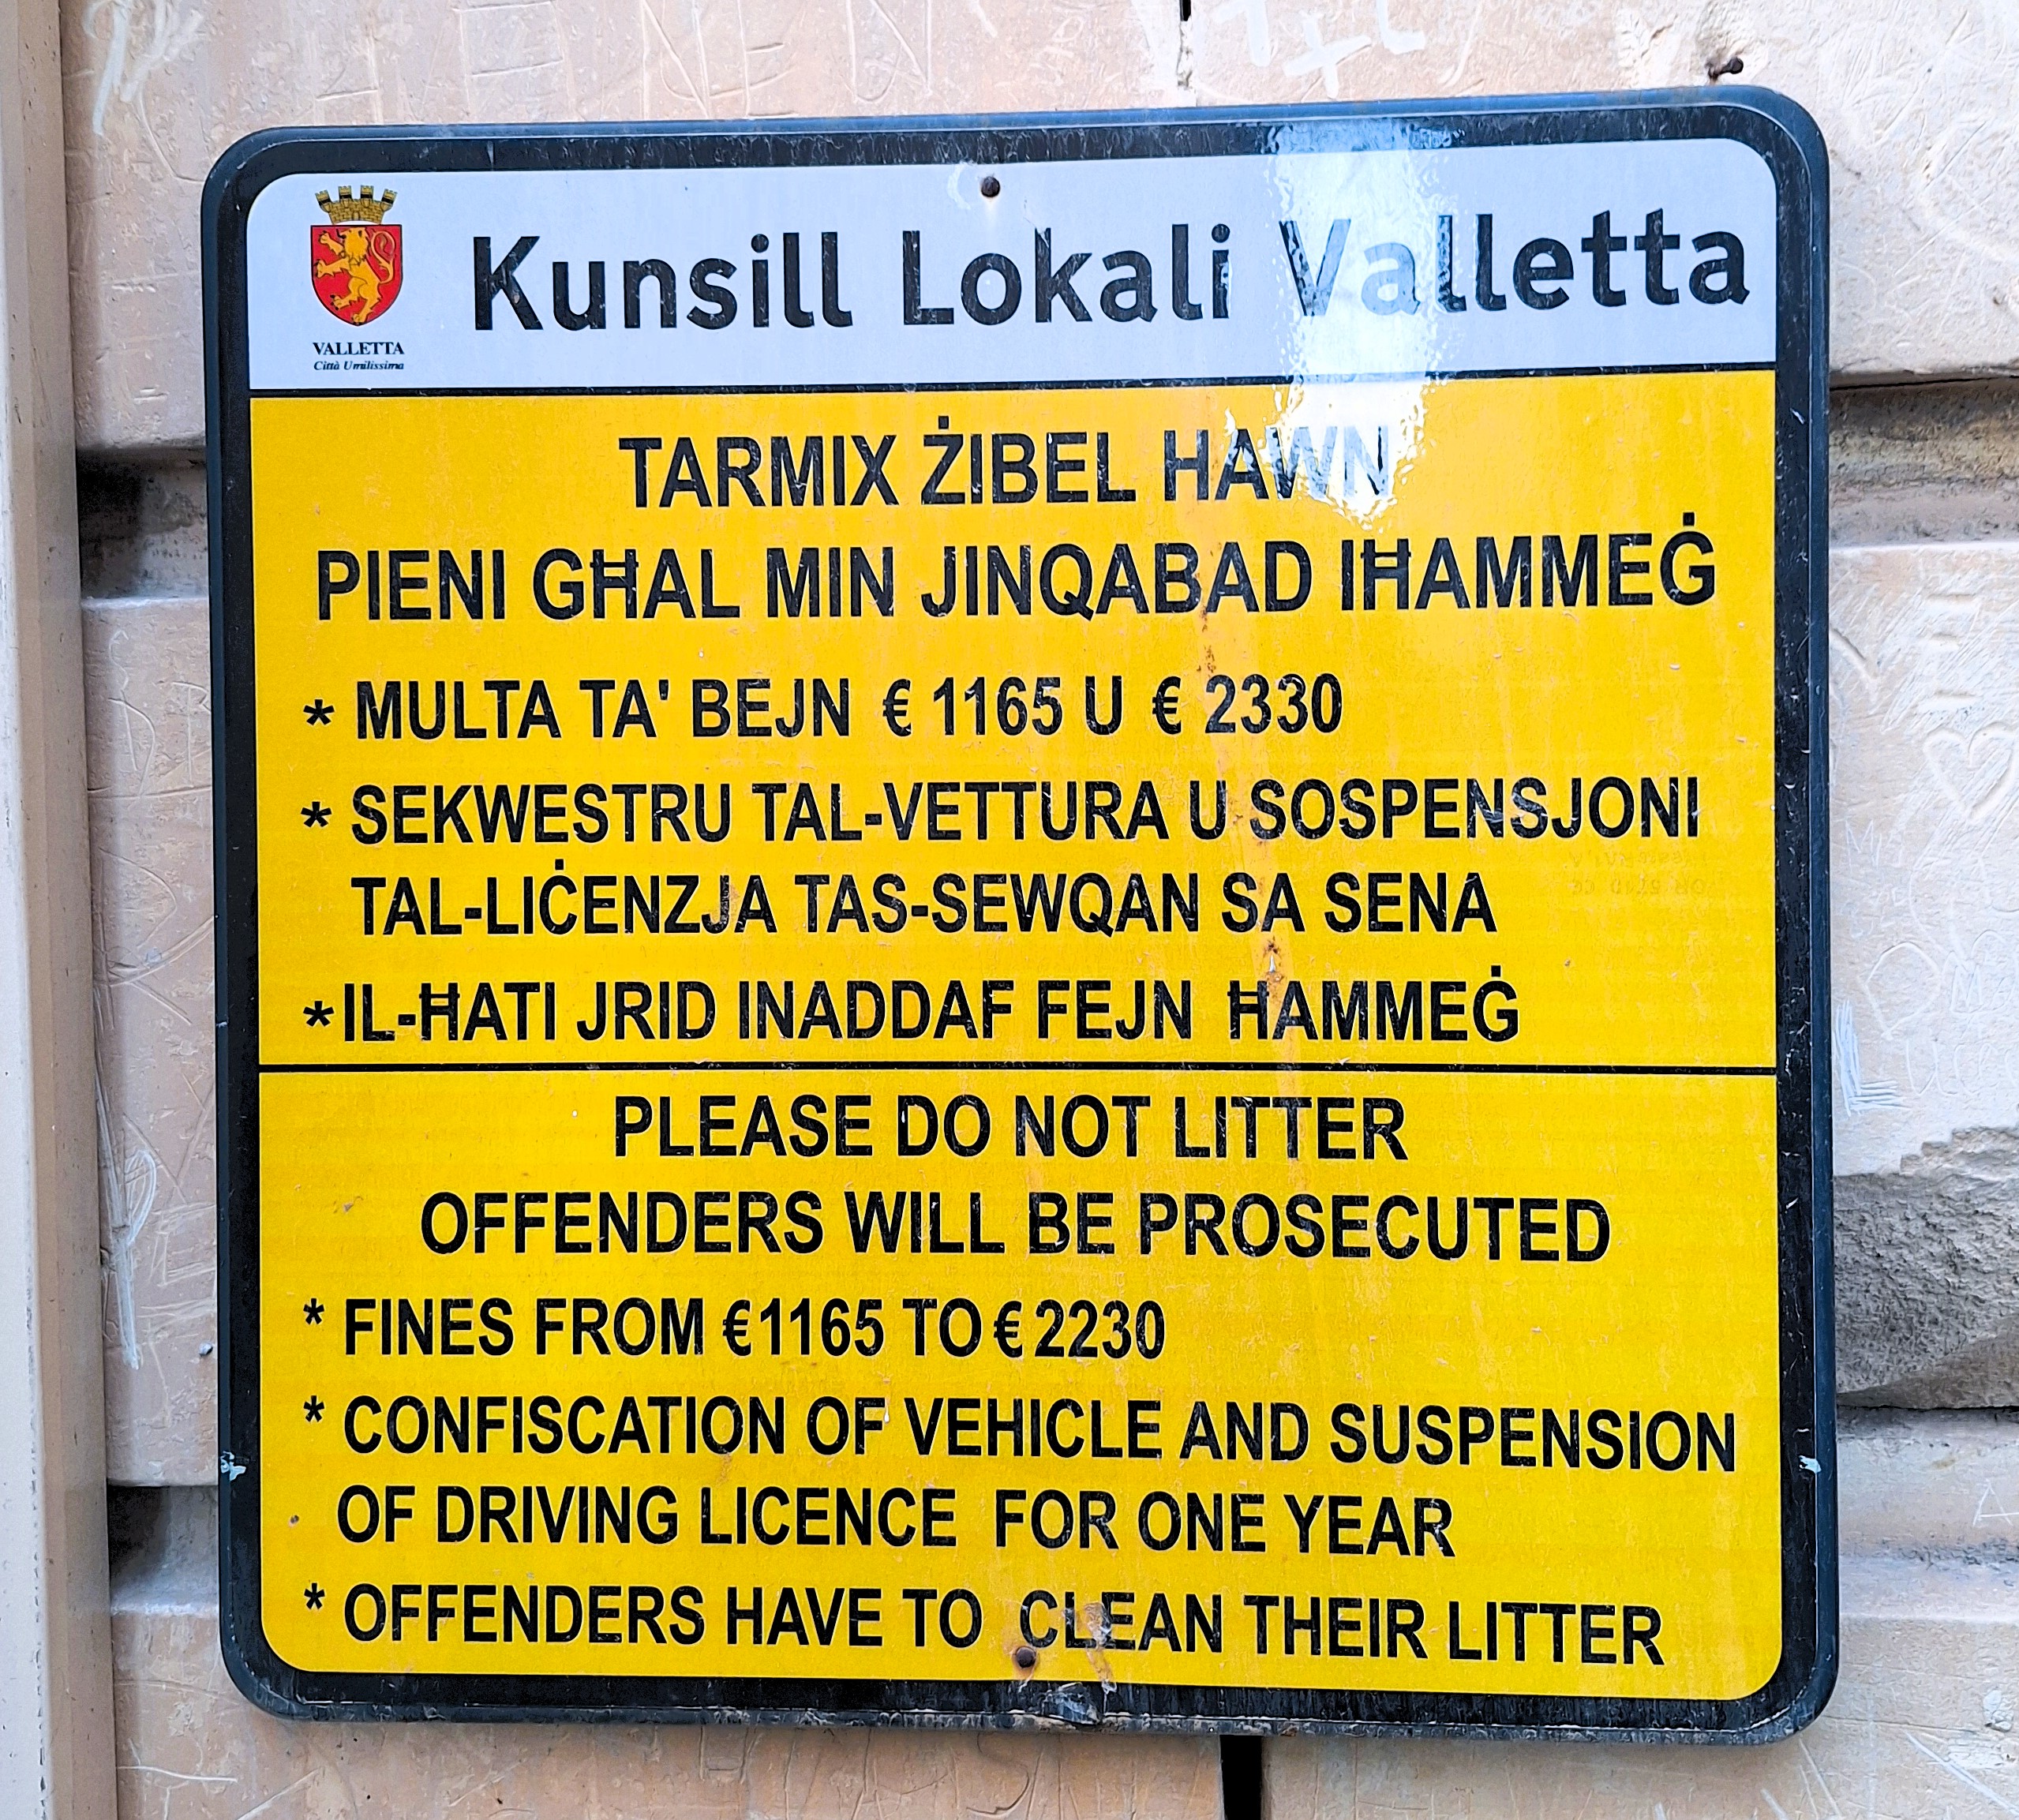 Kunsill Lokali Valletta
VALLETTA
Città Umilissima
TARMIX ŻIBEL HAWN
PIENI GĦAL MIN JINQABAD IĦAMMEĠ
* MULTA TA' BEJN € 1165 U € 2330
* SEKWESTRU TAL-VETTURA U SOSPENSJONI
TAL-LIĊENZJA TAS-SEWQAN SA SENA
* IL-ĦATI JRID INADDAF FEJN ĦAMMEĠ
PLEASE DO NOT LITTER
OFFENDERS WILL BE PROSECUTED
* FINES FROM €1165 TO € 2230
* CONFISCATION OF VEHICLE AND SUSPENSION
OF DRIVING LICENCE FOR ONE YEAR
* OFFENDERS HAVE TO CLEAN THEIR LITTER